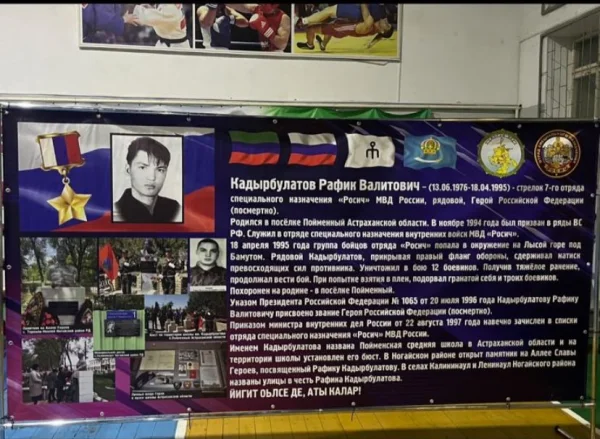 Кадырбулатов Рафик Валитович – (13.06.1976-18.04.1995) - стрелок 7-го отряда
специального назначения «Росич» МВД России, рядовой, Герой Российской Федерации
(посмертно).
Родился в посёлке Пойменный Астраханской области. В ноябре 1994 был призван в ряды ВС
РФ. Служил в отряде специального назначения внутренних войск МВД «Росич».
18 апреля 1995 года группа бойцов отряда «Росич» попала в окружение на Лысой горе под
Бамутом. Рядовой Кадырбулатов, прикрывая правый фланг обороны, сдерживал натиск
превосходящих сил противника. Уничтожил в бою 12 боевиков. Получив тяжёлое ранение,
продолжал вести бой. При попытке взятия в плен, подорвал гранатой себя и троих боевиков.
Похоронен на родине - в посёлке Пойменный.
Указом Президента Российской Федерации № 1065 от 20 июля 1996 года Кадырбулатову Рафику
Валитовичу присвоено звание Героя Российской Федерации (посмертно).
Приказом министра внутренних дел России от 22 августа 1997 года навечно зачислен в списки
отряда специального назначения «Росич» МВД России.
Именем Кадырбулатова названа Пойменская средняя школа в Астраханской области и на
территории школы установлен его бюст. В Ногайском районе открыт памятник на Аллее Славы
Героев, посвященный Рафику Кадырбулатову. В селах Калининаул и Ленинаул Ногайского района
названы улицы в честь Рафика Кадырбулатова.
ЙИГИТ ОЬЛСЕ ДЕ, АТЫ КАЛАР!